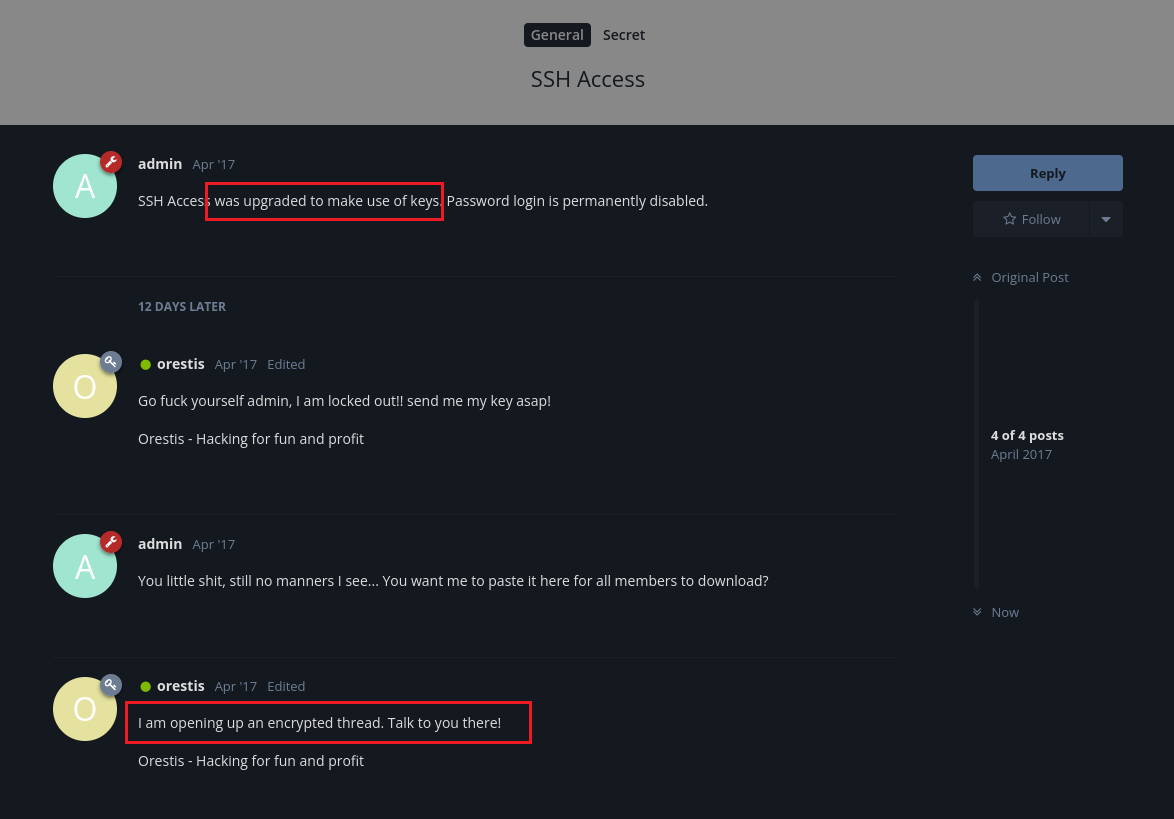 General Secret
SSH Access
A
admin Apr '17
SSH Access was upgraded to make use of keys. Password login is permanently disabled.
Reply
Follow
Original Post
12 DAYS LATER
O
orestis Apr '17 Edited
Go fuck yourself admin, I am locked out!! send me my key asap!
Orestis - Hacking for fun and profit
4 of 4 posts
April 2017
A
admin Apr '17
You little shit, still no manners I see... You want me to paste it here for all members to download?
Now
O
orestis Apr '17 Edited
I am opening up an encrypted thread. Talk to you there!
Orestis - Hacking for fun and profit